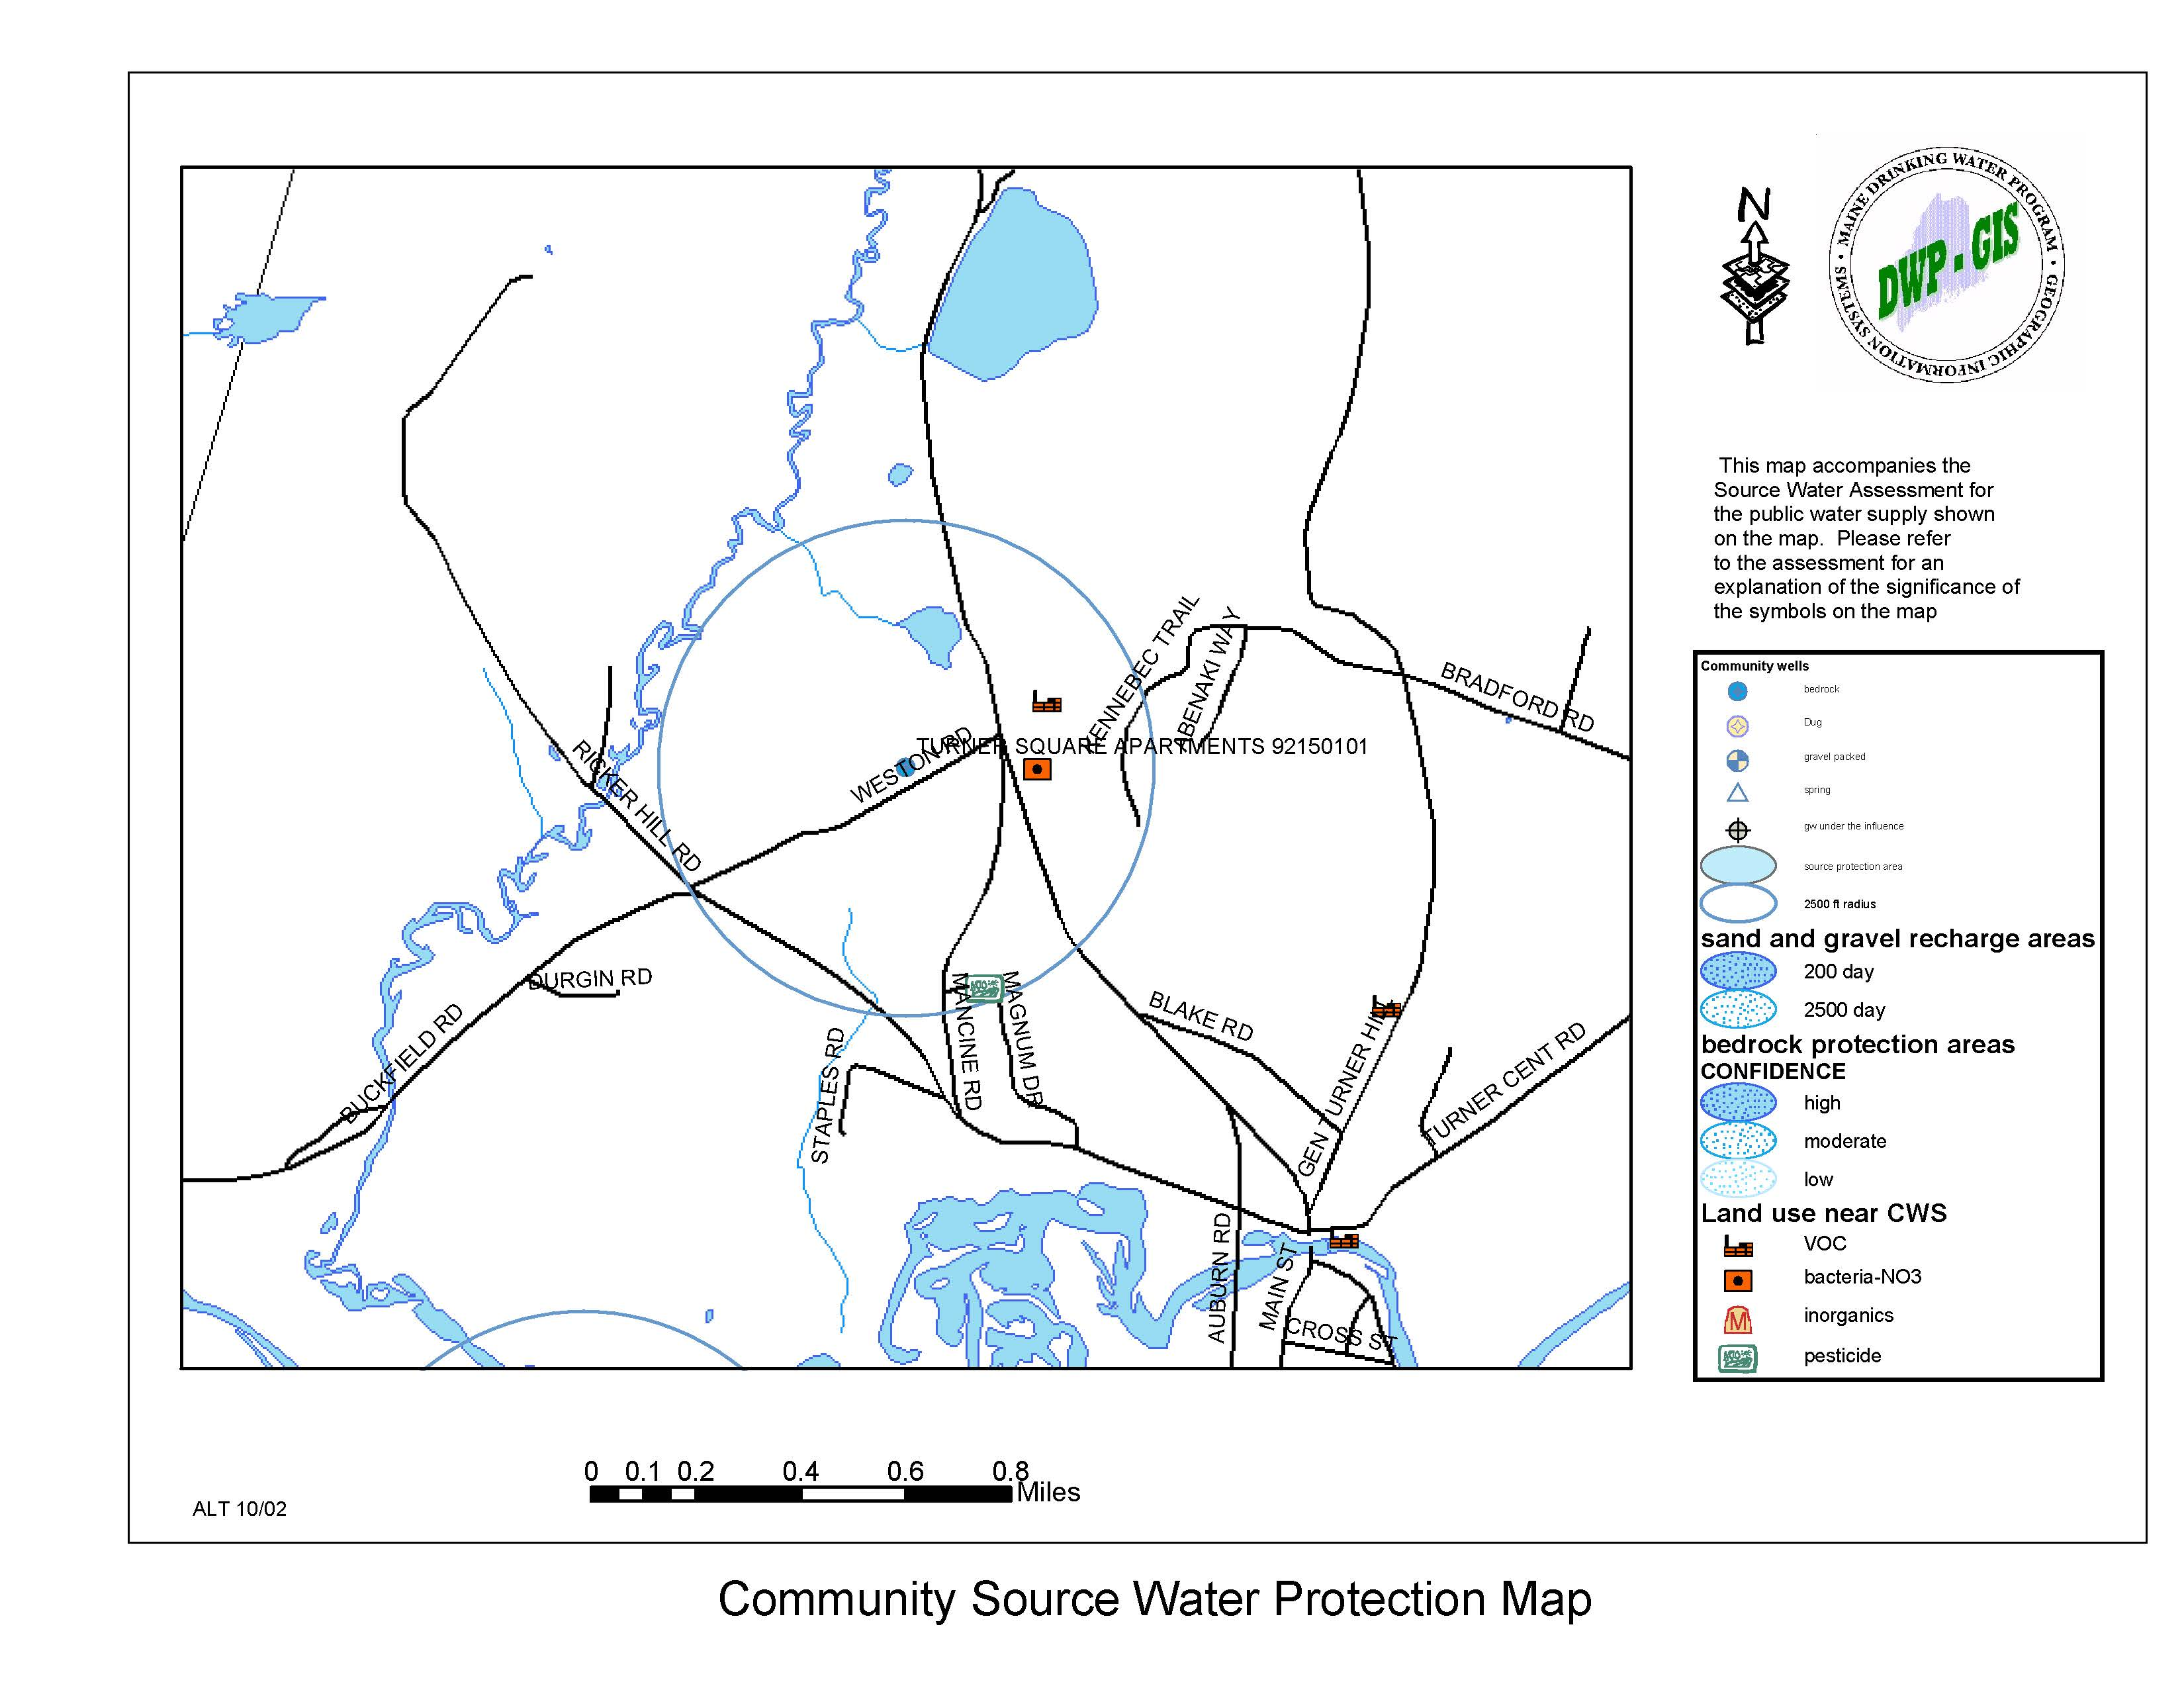 N
MAINE DRINKING WATER PROGRAM • GEOGRAPHIC INFORMATION SYSTEMS •
DWP - GIS
This map accompanies the
Source Water Assessment for
the public water supply shown
on the map. Please refer
to the assessment for an
explanation of the significance of
the symbols on the map
KENNEBEC TRAIL
ABENAKI WAY
BRADFORD RD
TURNER SQUARE APARTMENTS 92150101
WESTON RD
RICKER HILL RD
DURGIN RD
BUCKFIELD RD
MANCINE RD
MAGNUM DR
STAPLES RD
BLAKE RD
GEN TURNER HILL
TURNER CENT RD
AUBURN RD
MAIN ST
CROSS ST
Community wells
bedrock
Dug
gravel packed
spring
gw under the influence
source protection area
2500 ft radius
sand and gravel recharge areas
200 day
2500 day
bedrock protection areas
CONFIDENCE
high
moderate
low
Land use near CWS
VOC
bacteria-NO3
M inorganics
pesticide
0 0.1 0.2 0.4 0.6 0.8
Miles
ALT 10/02
Community Source Water Protection Map